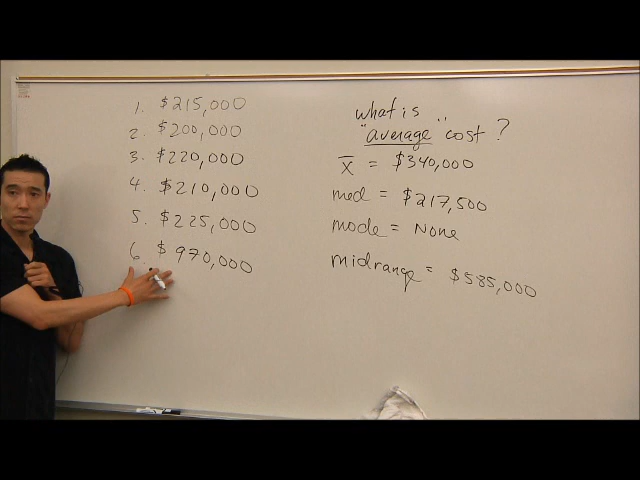 1. $215,000
2. $200,000
3. $220,000
4. $210,000
5. $225,000
6. $970,000
what is
"average" cost?
x̅ = $340,000
med = $217,500
mode = None
midrange = $585,000